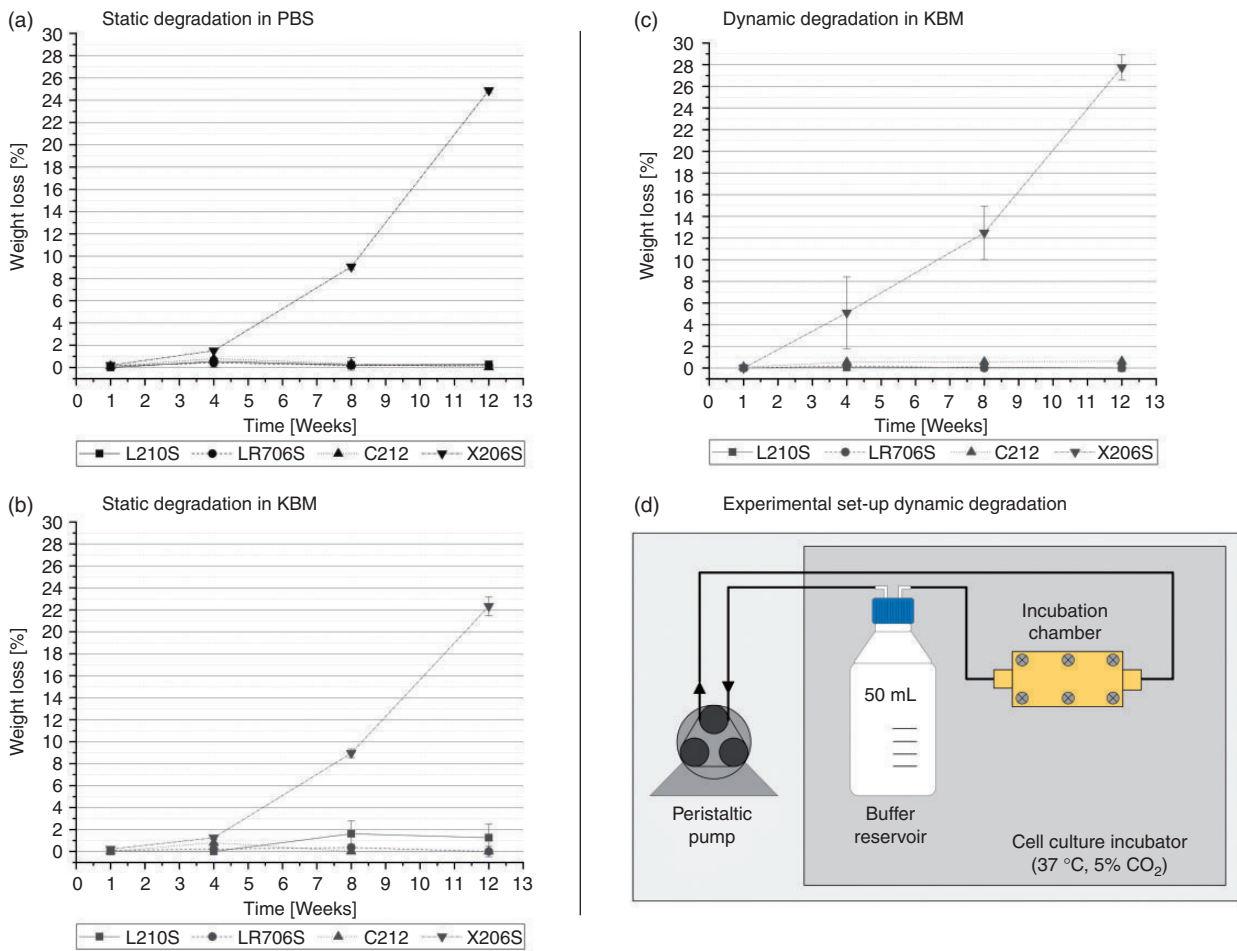 (a) Static degradation in PBS
30
28
26
24
22
20
18
16
14
12
10
8
6
4
2
0
Weight loss [%]
0 1 2 3 4 5 6 7 8 9 10 11 12 13
Time [Weeks]
L210S LR706S C212 X206S
(b) Static degradation in KBM
30
28
26
24
22
20
18
16
14
12
10
8
6
4
2
0
Weight loss [%]
0 1 2 3 4 5 6 7 8 9 10 11 12 13
Time [Weeks]
L210S LR706S C212 X206S
(c) Dynamic degradation in KBM
30
28
26
24
22
20
18
16
14
12
10
8
6
4
2
0
Weight loss [%]
0 1 2 3 4 5 6 7 8 9 10 11 12 13
Time [Weeks]
L210S LR706S C212 X206S
(d) Experimental set-up dynamic degradation
Incubation
chamber
50 mL
Peristaltic
pump
Buffer
reservoir
Cell culture incubator
(37 °C, 5% CO₂)